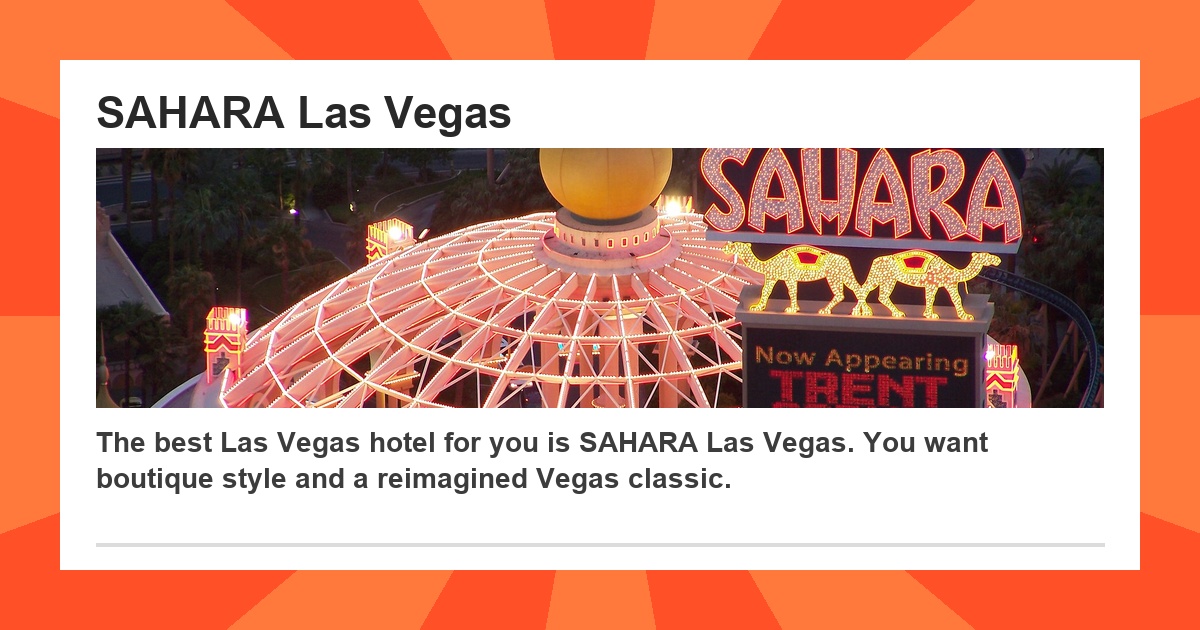 SAHARA Las Vegas
SAHARA
Now Appearing
TRENT
The best Las Vegas hotel for you is SAHARA Las Vegas. You want
boutique style and a reimagined Vegas classic.